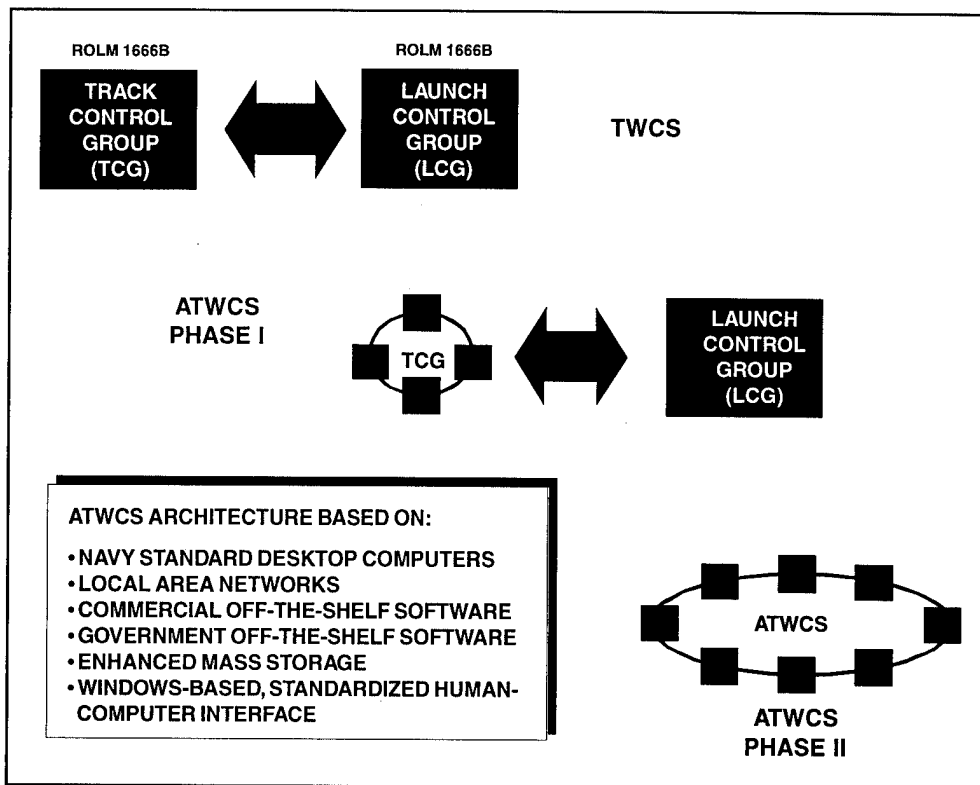 ROLM 1666B
ROLM 1666B
TRACK
CONTROL
GROUP
(TCG)
LAUNCH
CONTROL
GROUP
(LCG)
TWCS
ATWCS
PHASE I
TCG
LAUNCH
CONTROL
GROUP
(LCG)
ATWCS ARCHITECTURE BASED ON:
•NAVY STANDARD DESKTOP COMPUTERS
•LOCAL AREA NETWORKS
•COMMERCIAL OFF-THE-SHELF SOFTWARE
•GOVERNMENT OFF-THE-SHELF SOFTWARE
•ENHANCED MASS STORAGE
•WINDOWS-BASED, STANDARDIZED HUMAN-
COMPUTER INTERFACE
ATWCS
ATWCS
PHASE II